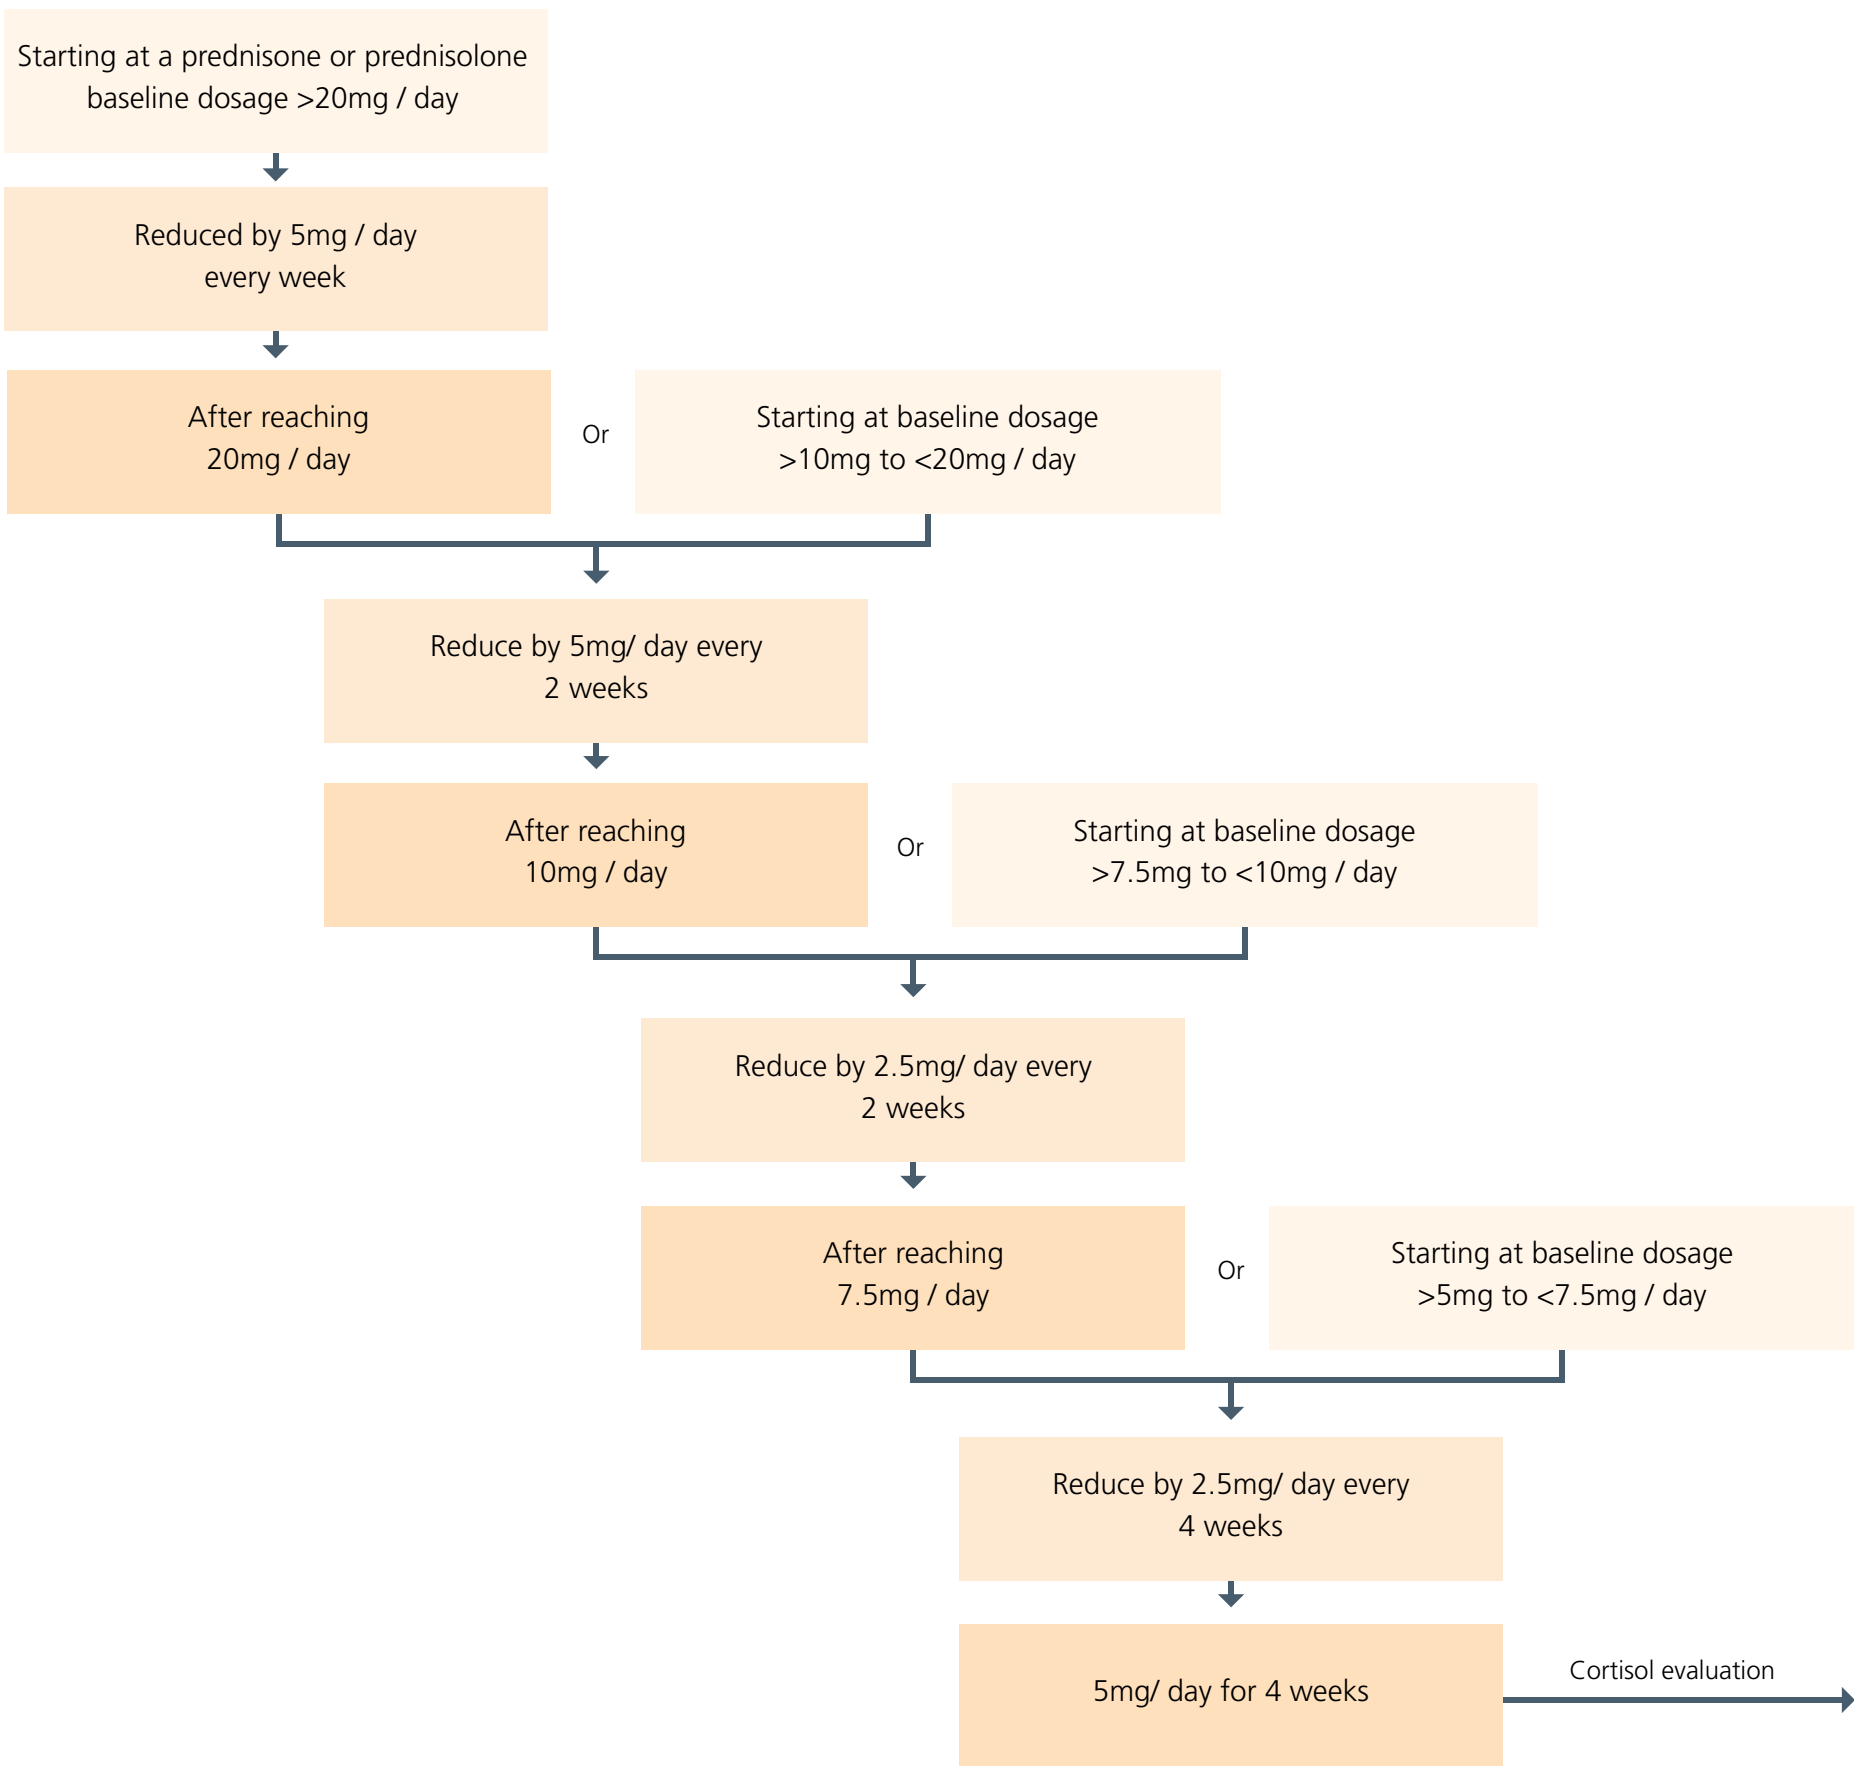 Starting at a prednisone or prednisolone
baseline dosage >20mg / day
Reduced by 5mg / day
every week
After reaching
20mg / day
Or
Starting at baseline dosage
>10mg to <20mg / day
Reduce by 5mg/ day every
2 weeks
After reaching
10mg / day
Or
Starting at baseline dosage
>7.5mg to <10mg / day
Reduce by 2.5mg/ day every
2 weeks
After reaching
7.5mg / day
Or
Starting at baseline dosage
>5mg to <7.5mg / day
Reduce by 2.5mg/ day every
4 weeks
5mg/ day for 4 weeks
Cortisol evaluation